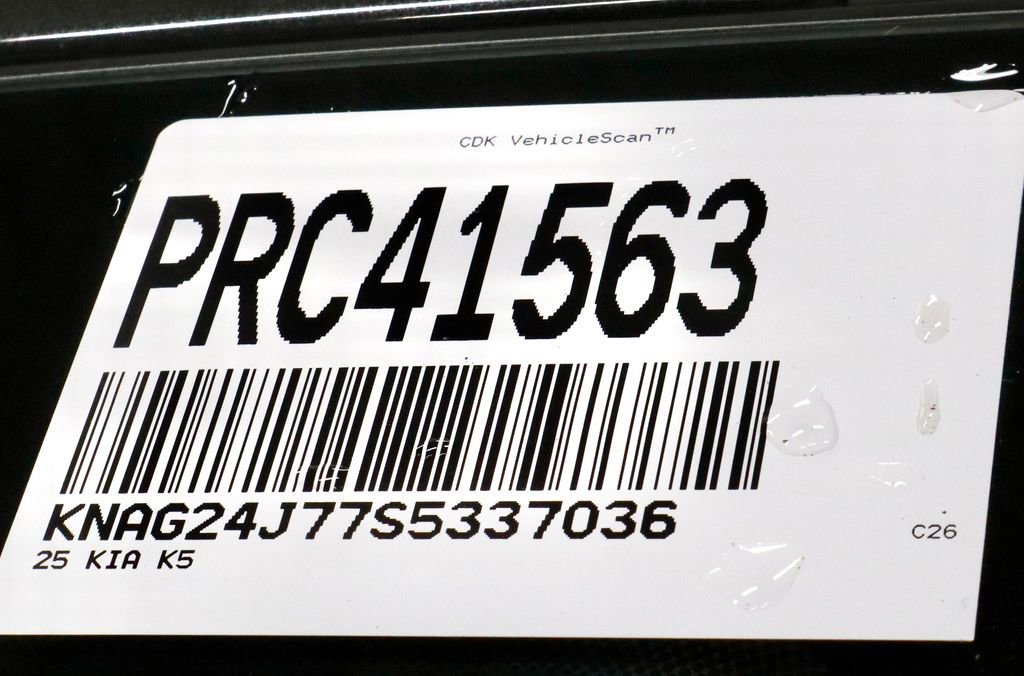 CDK VehicleScan™
PRC41563
KNAG24J77S5337036
25 KIA K5
C26